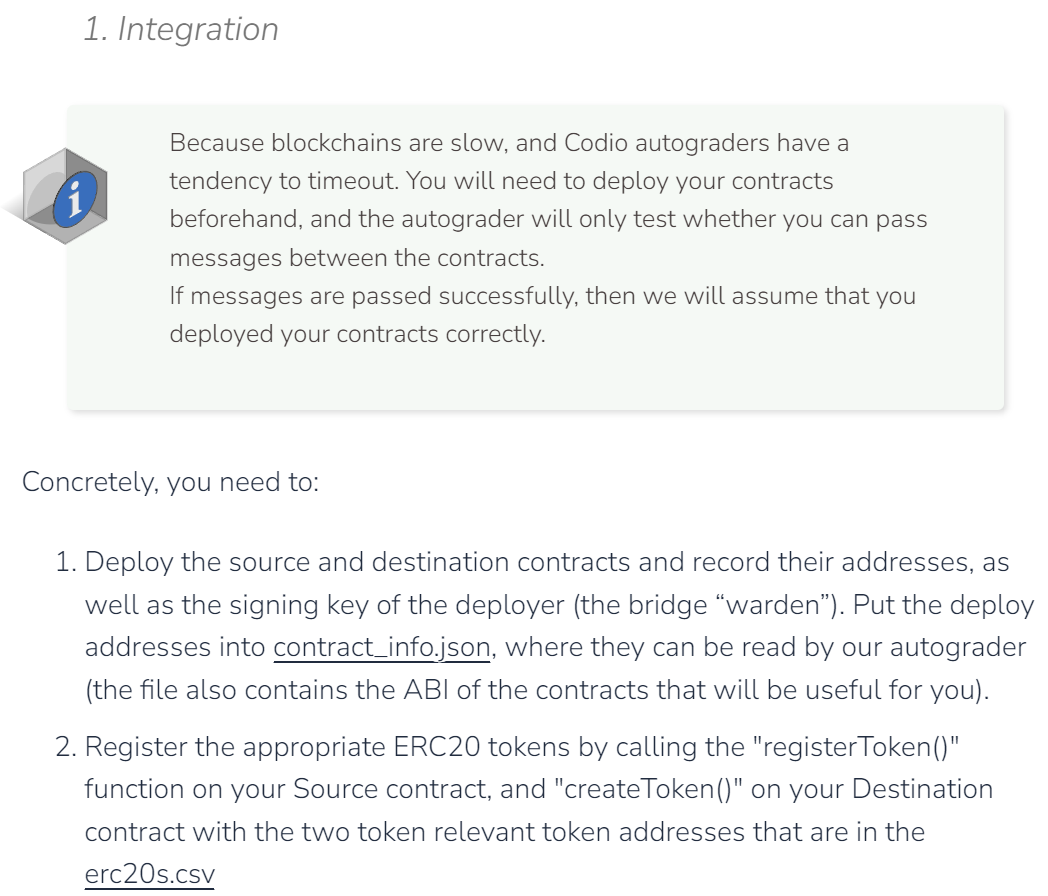 1. Integration
Because blockchains are slow, and Codio autograders have a
tendency to timeout. You will need to deploy your contracts
beforehand, and the autograder will only test whether you can pass
messages between the contracts.
If messages are passed successfully, then we will assume that you
deployed your contracts correctly.
Concretely, you need to:
1. Deploy the source and destination contracts and record their addresses, as
well as the signing key of the deployer (the bridge “warden”). Put the deploy
addresses into contract_info.json, where they can be read by our autograder
(the file also contains the ABI of the contracts that will be useful for you).
2. Register the appropriate ERC20 tokens by calling the "registerToken()"
function on your Source contract, and "createToken()" on your Destination
contract with the two token relevant token addresses that are in the
erc20s.csv